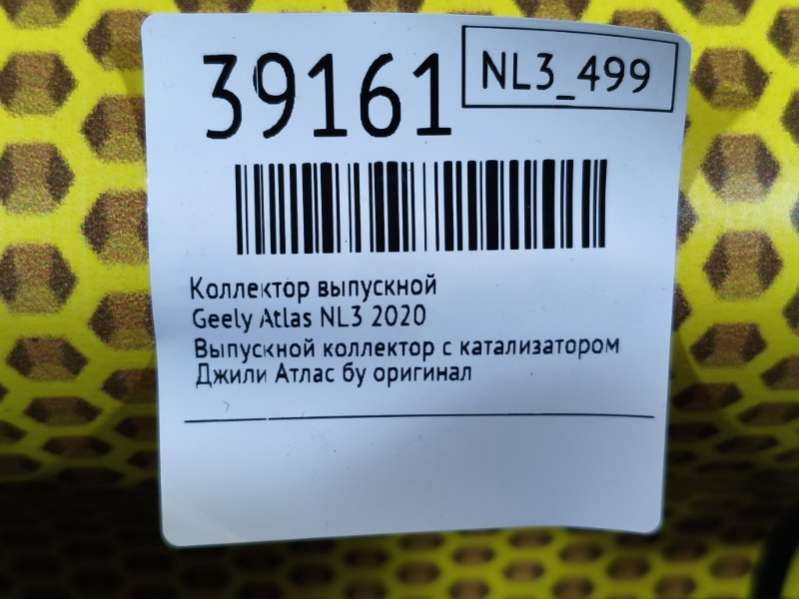 39161
NL3_499
Коллектор выпускной
Geely Atlas NL3 2020
Выпускной коллектор с катализатором
Джили Атлас бу оригинал